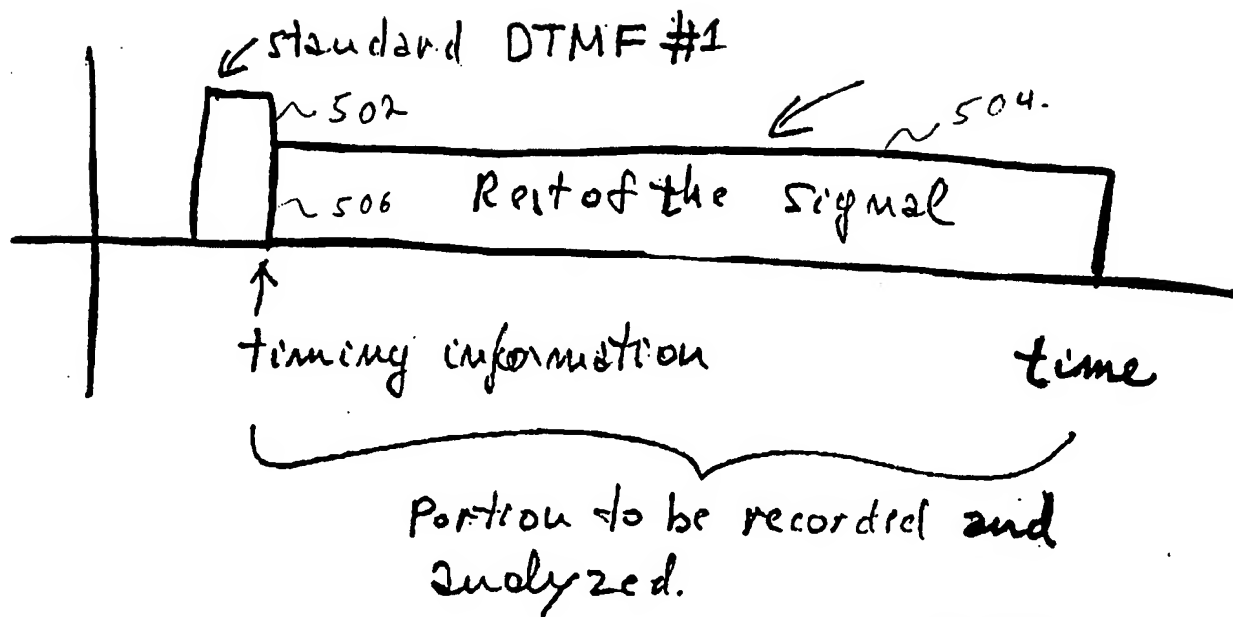 standard DTMF #1
502
504.
506
Rest of the signal
timing information
time
Portion to be recorded and
analyzed.